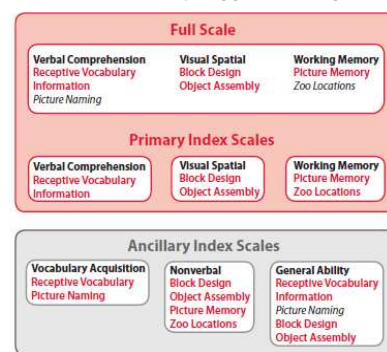 Full Scale
Verbal Comprehension
Receptive Vocabulary
Information
Picture Naming
Visual Spatial
Block Design
Object Assembly
Working Memory
Picture Memory
Zoo Locations
Primary Index Scales
Verbal Comprehension
Receptive Vocabulary
Information
Visual Spatial
Block Design
Object Assembly
Working Memory
Picture Memory
Zoo Locations
Ancillary Index Scales
Vocabulary Acquisition
Receptive Vocabulary
Picture Naming
Nonverbal
Block Design
Object Assembly
Picture Memory
Zoo Locations
General Ability
Receptive Vocabulary
Information
Picture Naming
Block Design
Object Assembly